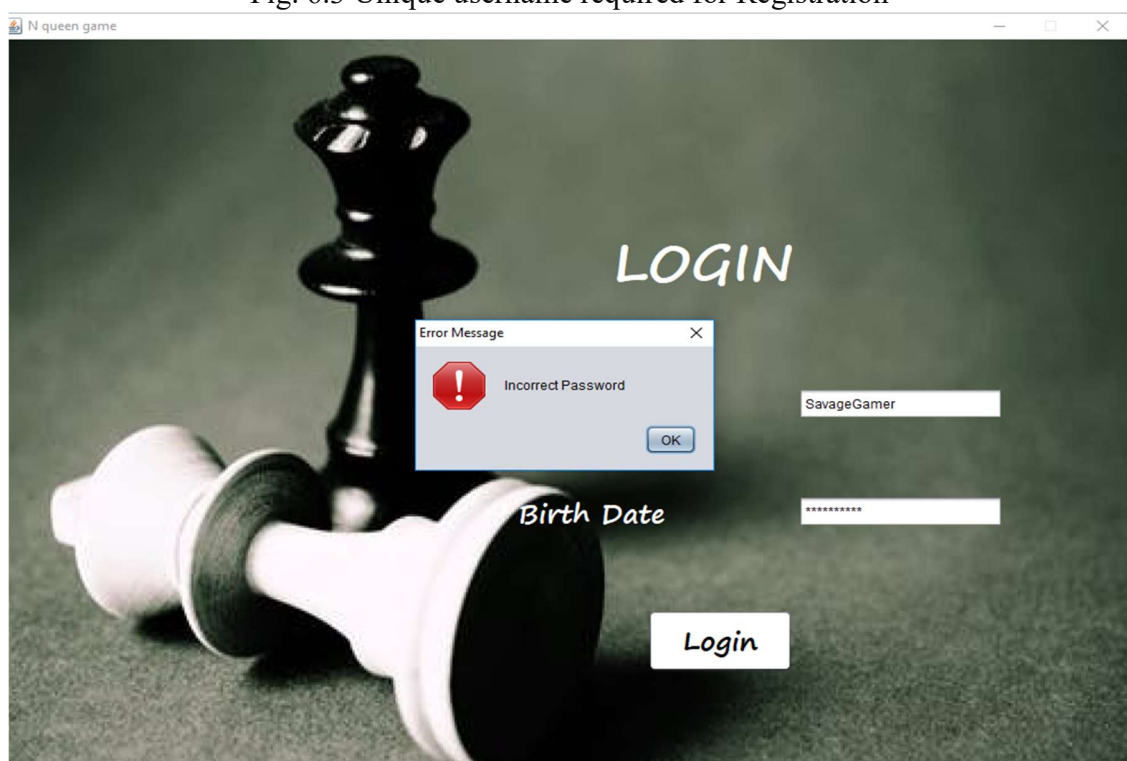 Fig. 6.3 Unique username required for Registration
N queen game
LOGIN
Error Message
Incorrect Password
SavageGamer
OK
Birth Date
**********
Login